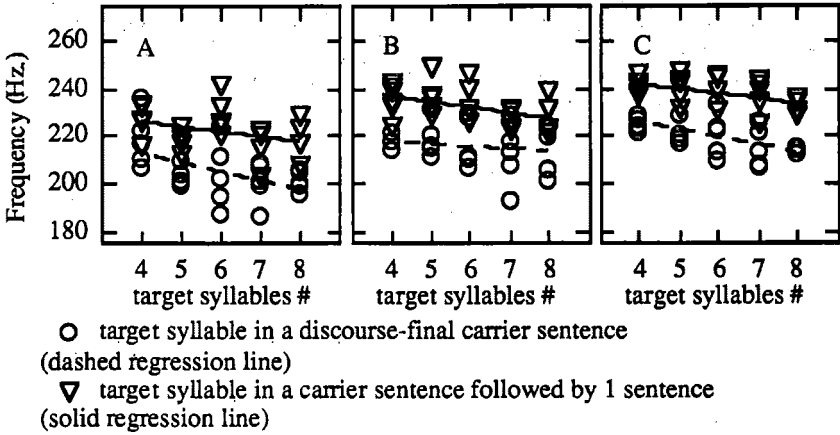 Frequency (Hz.)
260
240
220
200
180
A
B
C
4 5 6 7 8
4 5 6 7 8
4 5 6 7 8
target syllables #
target syllables #
target syllables #
target syllable in a discourse-final carrier sentence
(dashed regression line)
target syllable in a carrier sentence followed by 1 sentence
(solid regression line)